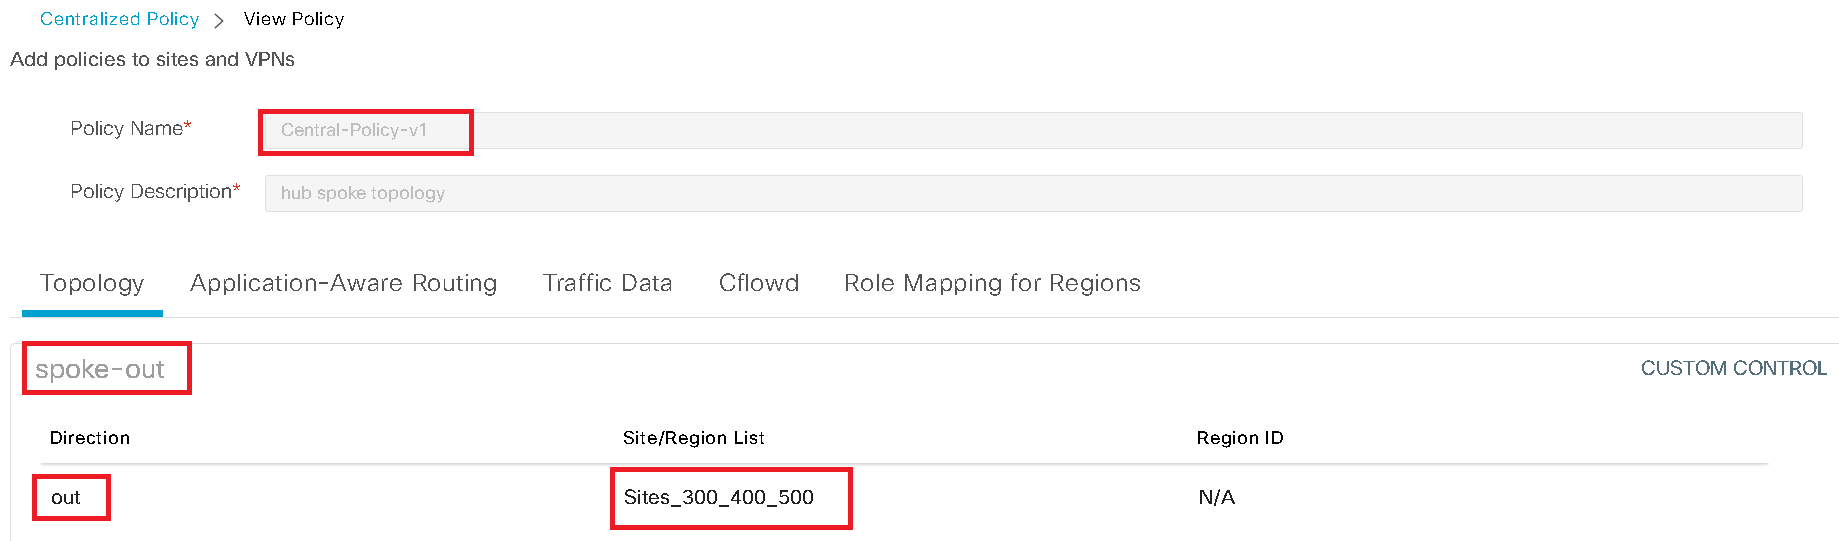 Centralized Policy > View Policy
Add policies to sites and VPNs
Policy Name* Central-Policy-v1
Policy Description* hub spoke topology
Topology Application-Aware Routing Traffic Data Cflowd Role Mapping for Regions
spoke-out CUSTOM CONTROL
Direction Site/Region List Region ID
out Sites_300_400_500 N/A